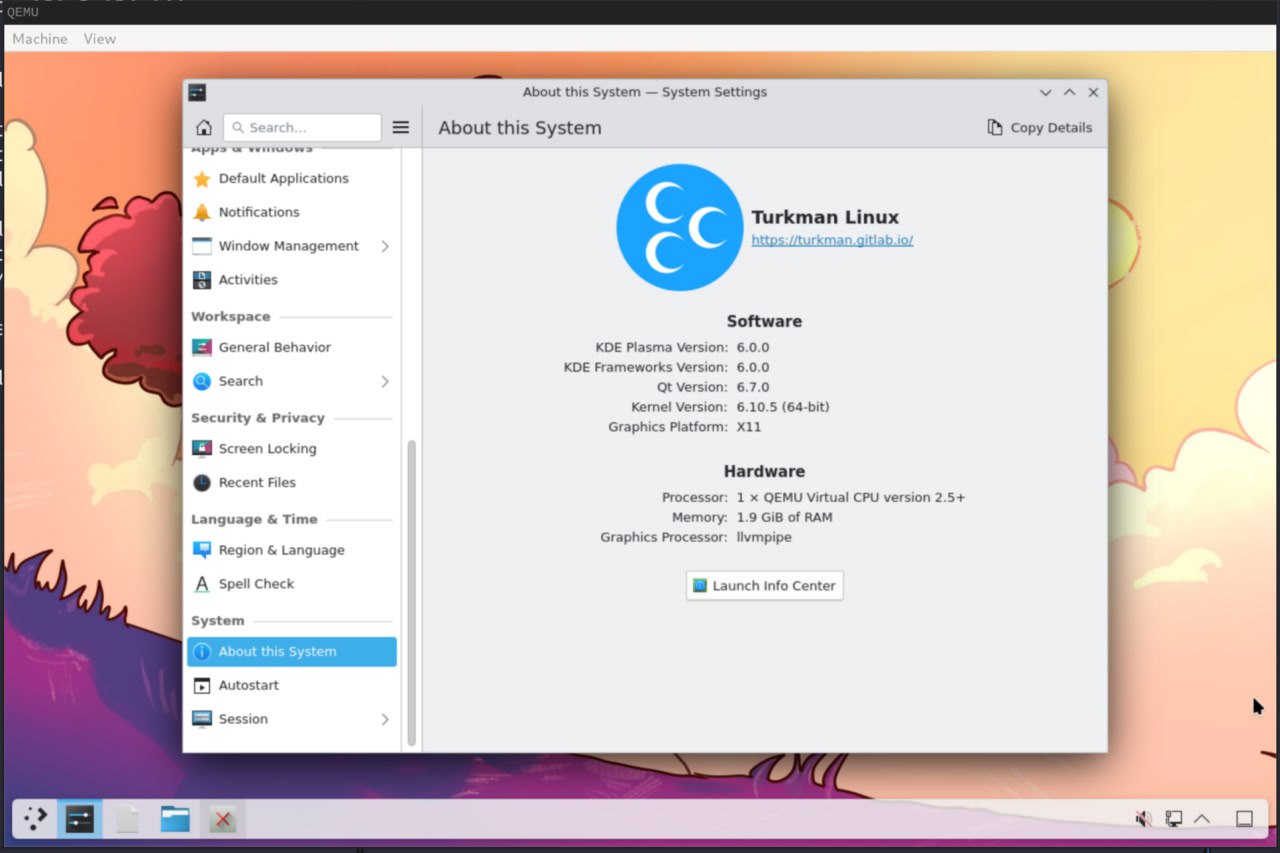 QEMU
Machine View
About this System — System Settings
Search...
About this System
Copy Details
Apps & Windows
Default Applications
Notifications
Window Management
Activities
Workspace
General Behavior
Search
Security & Privacy
Screen Locking
Recent Files
Language & Time
Region & Language
Spell Check
System
About this System
Autostart
Session
Turkman Linux
https://turkman.gitlab.io/
Software
KDE Plasma Version: 6.0.0
KDE Frameworks Version: 6.0.0
Qt Version: 6.7.0
Kernel Version: 6.10.5 (64-bit)
Graphics Platform: X11
Hardware
Processor: 1 × QEMU Virtual CPU version 2.5+
Memory: 1.9 GiB of RAM
Graphics Processor: llvmpipe
Launch Info Center